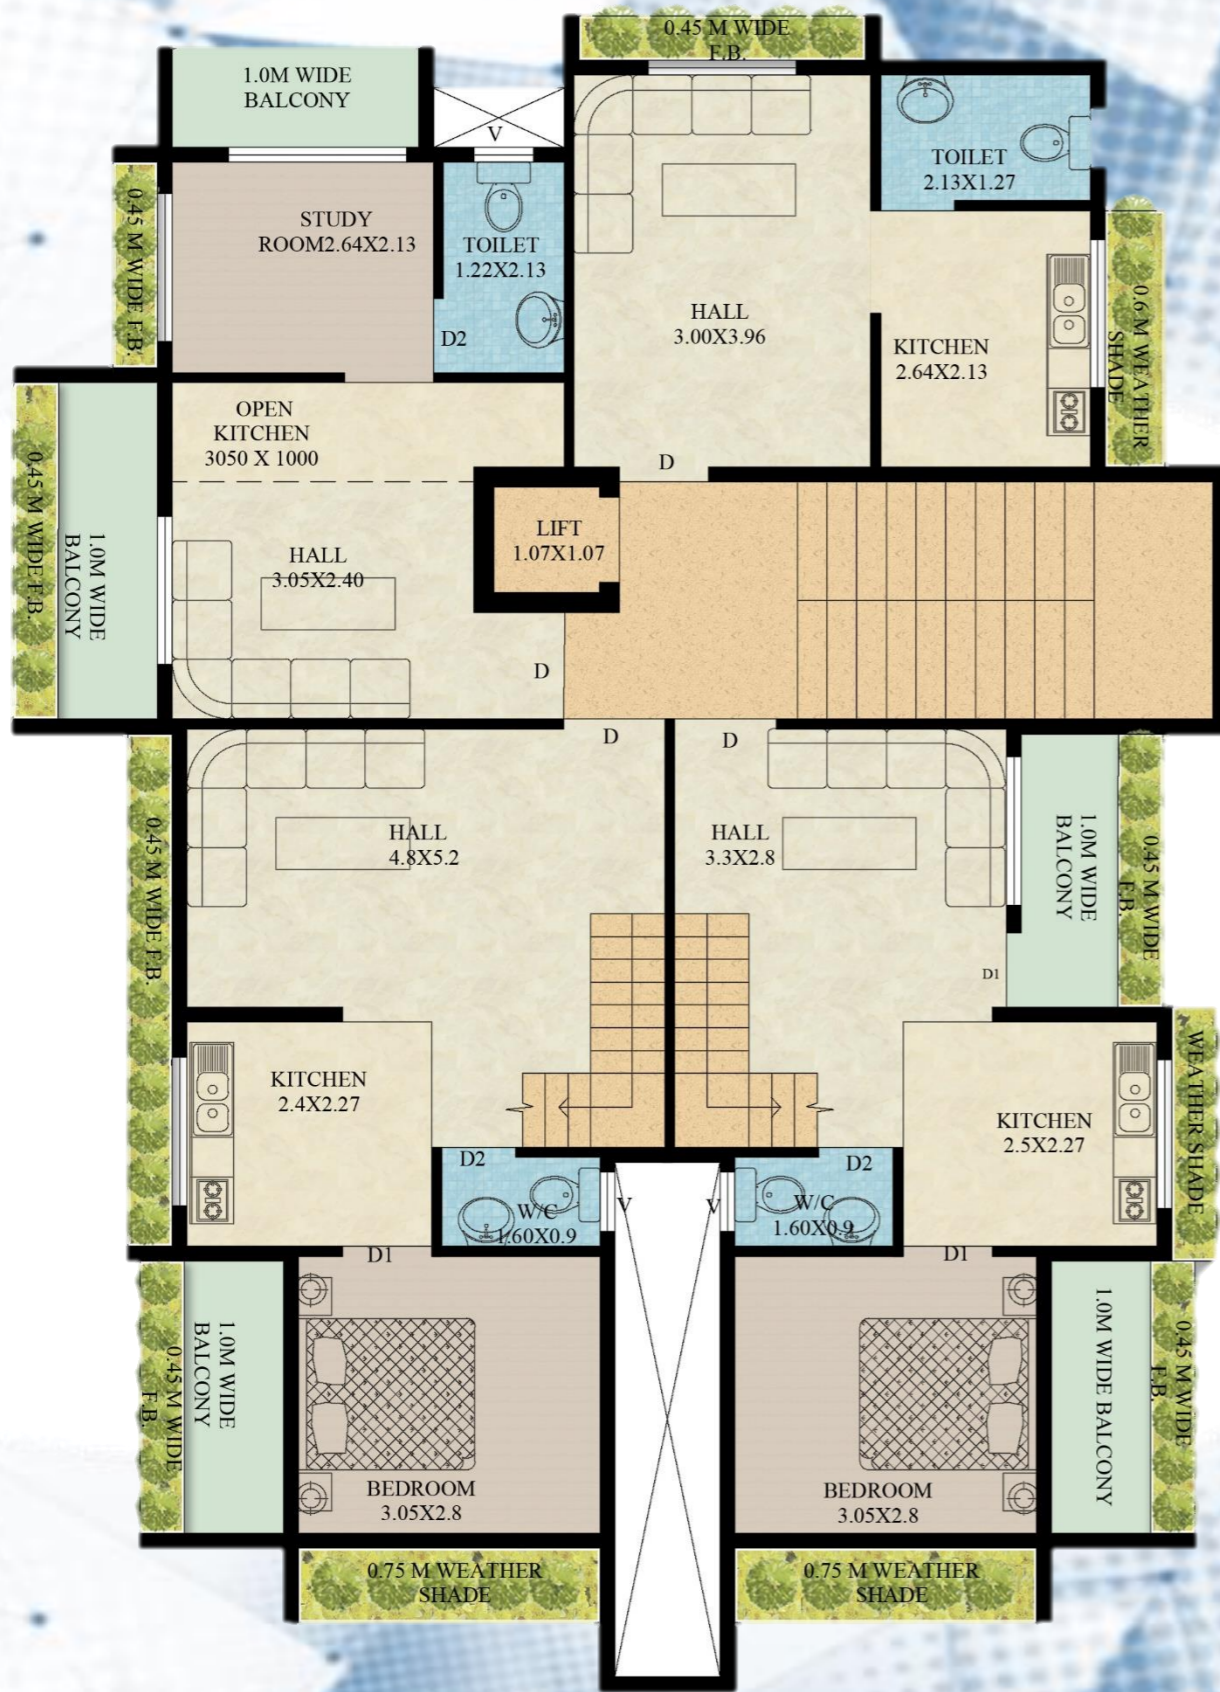 0.45 M WIDE
F.B.
1.0M WIDE
BALCONY
V
TOILET
2.13X1.27
0.45 M WIDE F.B.
STUDY
ROOM2.64X2.13
TOILET
1.22X2.13
D2
HALL
3.00X3.96
KITCHEN
2.64X2.13
0.6 M WEATHER
SHADE
OPEN
KITCHEN
3050 X 1000
D
0.45 M WIDE F.B.
1.0M WIDE
BALCONY
HALL
3.05X2.40
LIFT
1.07X1.07
D
D
D
0.45 M WIDE F.B.
HALL
4.8X5.2
HALL
3.3X2.8
1.0M WIDE
BALCONY
0.45 M WIDE
F.B.
D1
KITCHEN
2.4X2.27
KITCHEN
2.5X2.27
WEATHER SHADE
D2
W/C
1.60X0.9
V
V
D2
W/C
1.60X0.9
D1
D1
0.45 M WIDE
F.B.
1.0M WIDE
BALCONY
BEDROOM
3.05X2.8
BEDROOM
3.05X2.8
1.0M WIDE BALCONY
0.45 M WIDE
F.B.
0.75 M WEATHER
SHADE
0.75 M WEATHER
SHADE